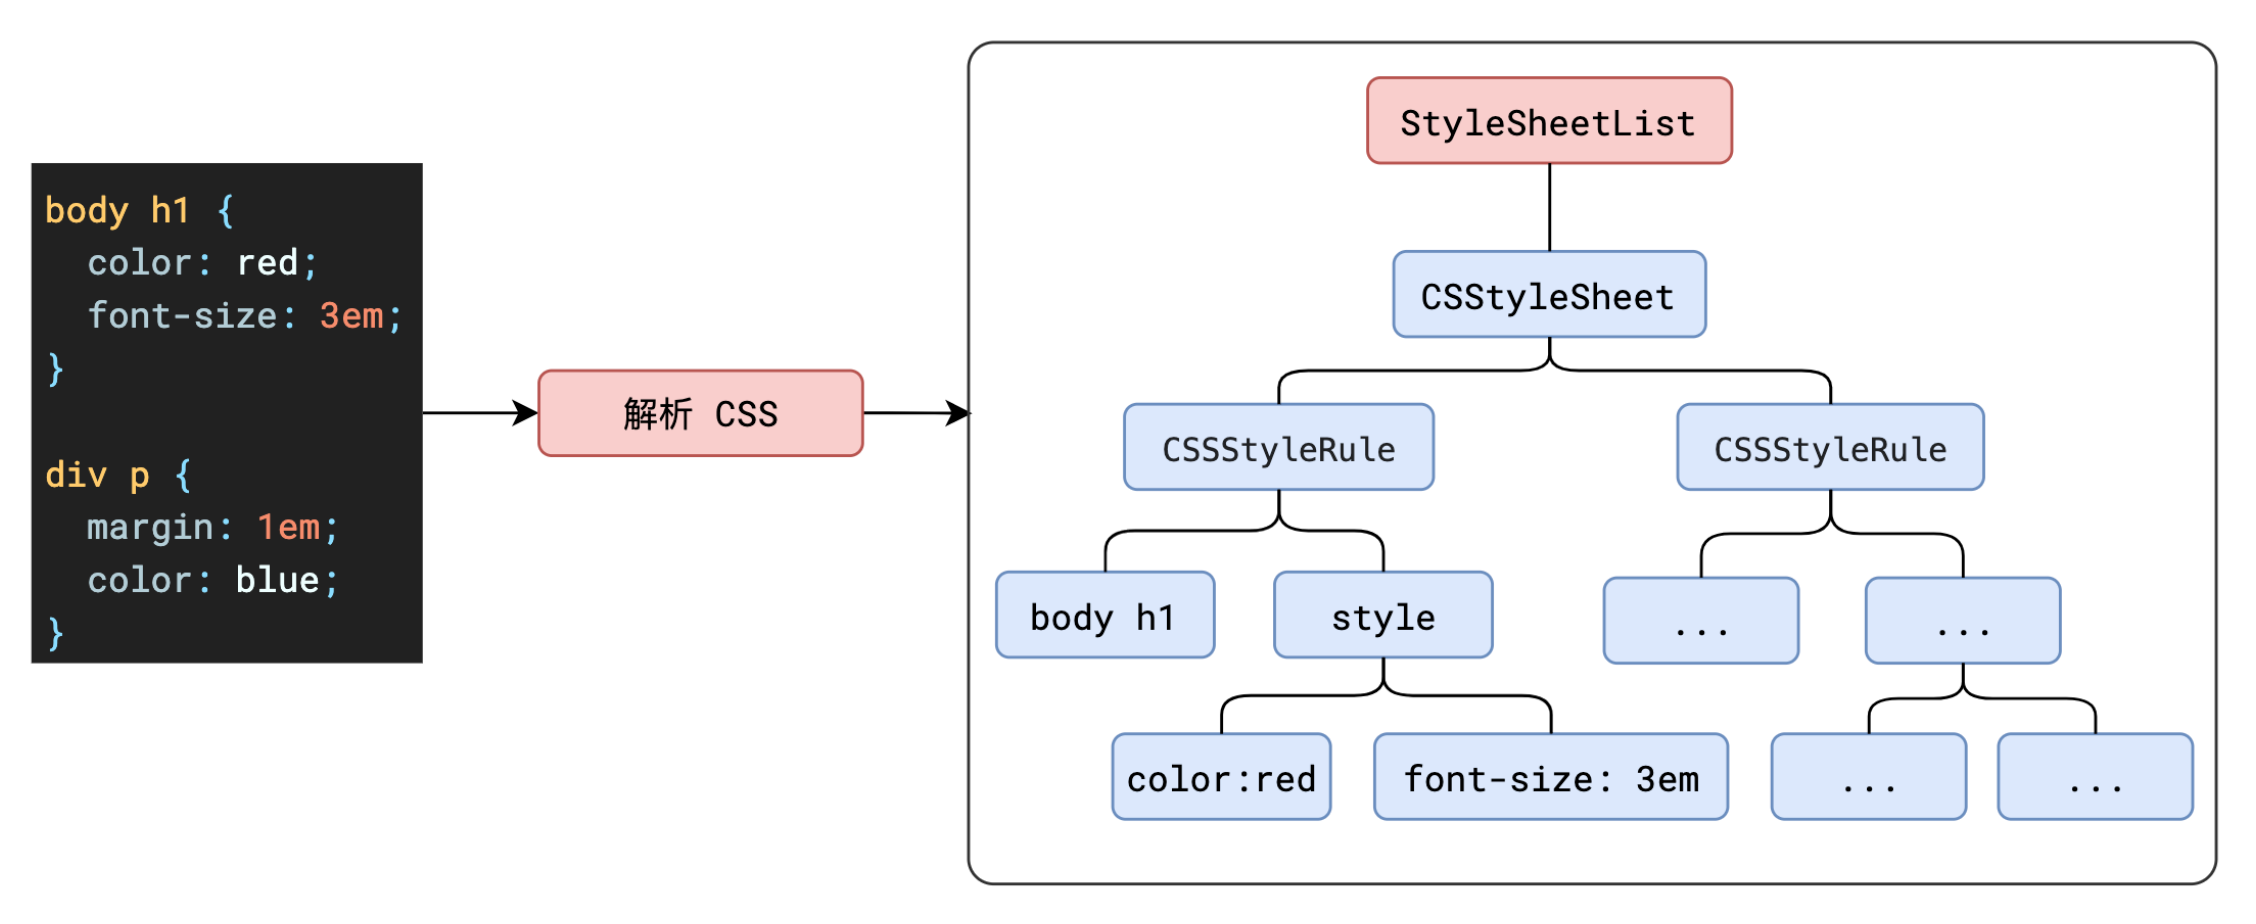 body h1 {
  color: red;
  font-size: 3em;
}
div p {
  margin: 1em;
  color: blue;
}
解析 CSS
StyleSheetList
CSStyleSheet
CSSStyleRule
CSSStyleRule
body h1
style
...
...
color:red
font-size: 3em
...
...